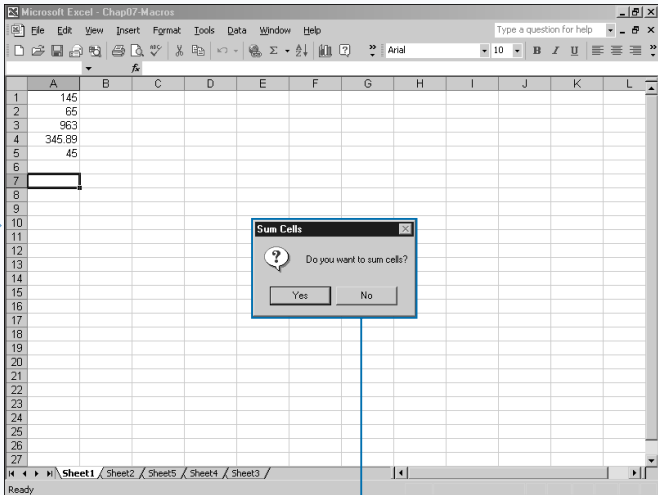 Microsoft Excel - Chap07-Macros
File Edit View Insert Format Tools Data Window Help Type a question for help
Arial 10 B I U
fx
A B C D E F G H I J K L
1 145
2 65
3 963
4 345.89
5 45
6
7
8
9
10
11
12
13
14
15
16
17
18
19
20
21
22
23
24
25
26
27
Sum Cells
Do you want to sum cells?
Yes No
Sheet1 Sheet2 Sheet5 Sheet4 Sheet3
Ready